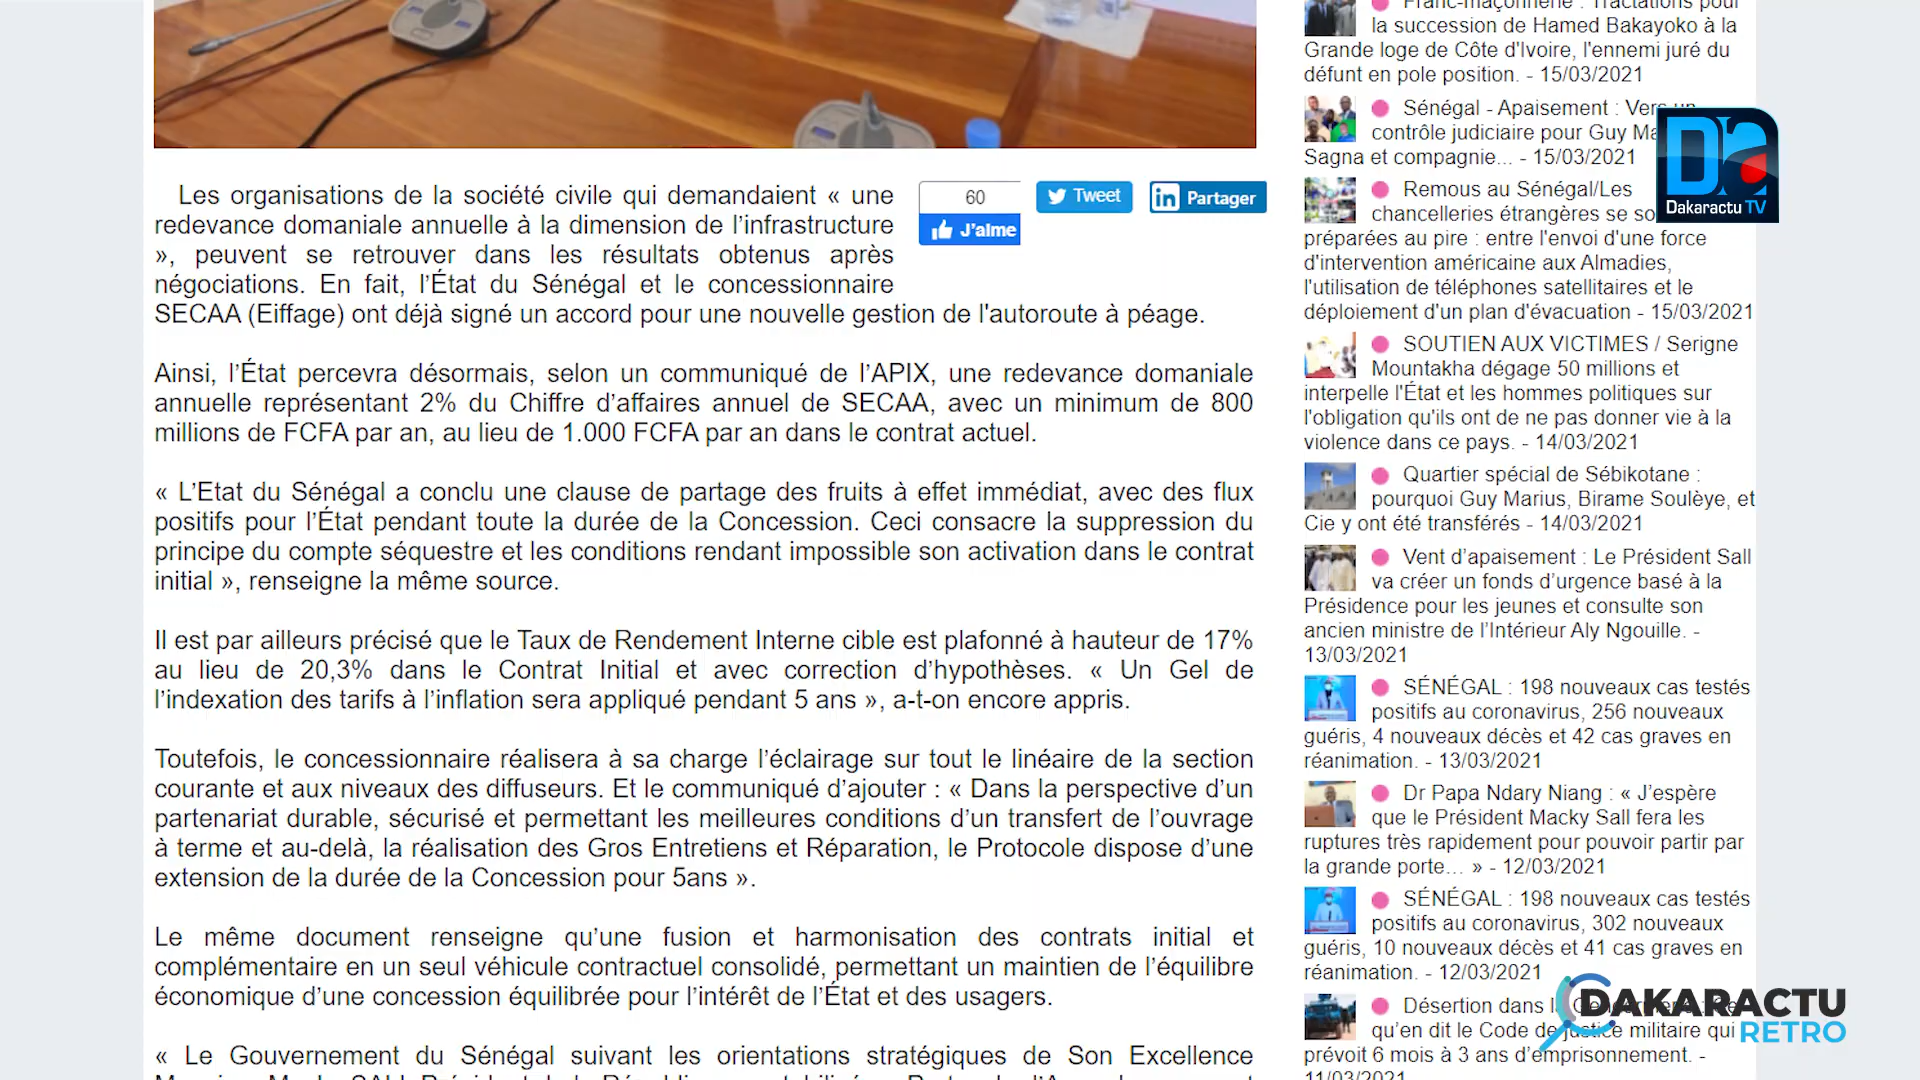 Les organisations de la société civile qui demandaient « une
redevance domaniale annuelle à la dimension de l’infrastructure
», peuvent se retrouver dans les résultats obtenus après
négociations. En fait, l’État du Sénégal et le concessionnaire
SECAA (Eiffage) ont déjà signé un accord pour une nouvelle gestion de l'autoroute à péage.
60
J’aime
Tweet
Partager
Ainsi, l’État percevra désormais, selon un communiqué de l’APIX, une redevance domaniale
annuelle représentant 2% du Chiffre d’affaires annuel de SECAA, avec un minimum de 800
millions de FCFA par an, au lieu de 1.000 FCFA par an dans le contrat actuel.
« L’Etat du Sénégal a conclu une clause de partage des fruits à effet immédiat, avec des flux
positifs pour l’État pendant toute la durée de la Concession. Ceci consacre la suppression du
principe du compte séquestre et les conditions rendant impossible son activation dans le contrat
initial », renseigne la même source.
Il est par ailleurs précisé que le Taux de Rendement Interne cible est plafonné à hauteur de 17%
au lieu de 20,3% dans le Contrat Initial et avec correction d’hypothèses. « Un Gel de
l’indexation des tarifs à l’inflation sera appliqué pendant 5 ans », a-t-on encore appris.
Toutefois, le concessionnaire réalisera à sa charge l’éclairage sur tout le linéaire de la section
courante et aux niveaux des diffuseurs. Et le communiqué d’ajouter : « Dans la perspective d’un
partenariat durable, sécurisé et permettant les meilleures conditions d’un transfert de l’ouvrage
à terme et au-delà, la réalisation des Gros Entretiens et Réparation, le Protocole dispose d’une
extension de la durée de la Concession pour 5ans ».
Le même document renseigne qu’une fusion et harmonisation des contrats initial et
complémentaire en un seul véhicule contractuel consolidé, permettant un maintien de l’équilibre
économique d’une concession équilibrée pour l’intérêt de l’État et des usagers.
« Le Gouvernement du Sénégal suivant les orientations stratégiques de Son Excellence
Franc-maçonnerie : Tractations pour
la succession de Hamed Bakayoko à la
Grande loge de Côte d'Ivoire, l'ennemi juré du
défunt en pole position. - 15/03/2021
Sénégal - Apaisement : Vers un
contrôle judiciaire pour Guy
Sagna et compagnie... - 15/03/2021
Remous au Sénégal/Les
chancelleries étrangères se
préparées au pire : entre l'envoi d'une force
d'intervention américaine aux Almadies,
l'utilisation de téléphones satellitaires et le
déploiement d'un plan d'évacuation - 15/03/2021
SOUTIEN AUX VICTIMES / Serigne
Mountakha dégage 50 millions et
interpelle l'État et les hommes politiques sur
l'obligation qu'ils ont de ne pas donner vie à la
violence dans ce pays. - 14/03/2021
Quartier spécial de Sébikotane :
pourquoi Guy Marius, Birame Soulèye, et
Cie y ont été transférés - 14/03/2021
Vent d’apaisement : Le Président Sall
va créer un fonds d’urgence basé à la
Présidence pour les jeunes et consulte son
ancien ministre de l’Intérieur Aly Ngouille. -
13/03/2021
SÉNÉGAL : 198 nouveaux cas testés
positifs au coronavirus, 256 nouveaux
guéris, 4 nouveaux décès et 42 cas graves en
réanimation. - 13/03/2021
Dr Papa Ndary Niang : « J’espère
que le Président Macky Sall fera les
ruptures très rapidement pour pouvoir partir par
la grande porte... » - 12/03/2021
SÉNÉGAL : 198 nouveaux cas testés
positifs au coronavirus, 302 nouveaux
guéris, 10 nouveaux décès et 41 cas graves en
réanimation. - 12/03/2021
Désertion dans
qu’en dit le Code de justice militaire qui
prévoit 6 mois à 3 ans d’emprisonnement. -
11/03/2021
Dakaractu TV
DAKARACTU
RETRO